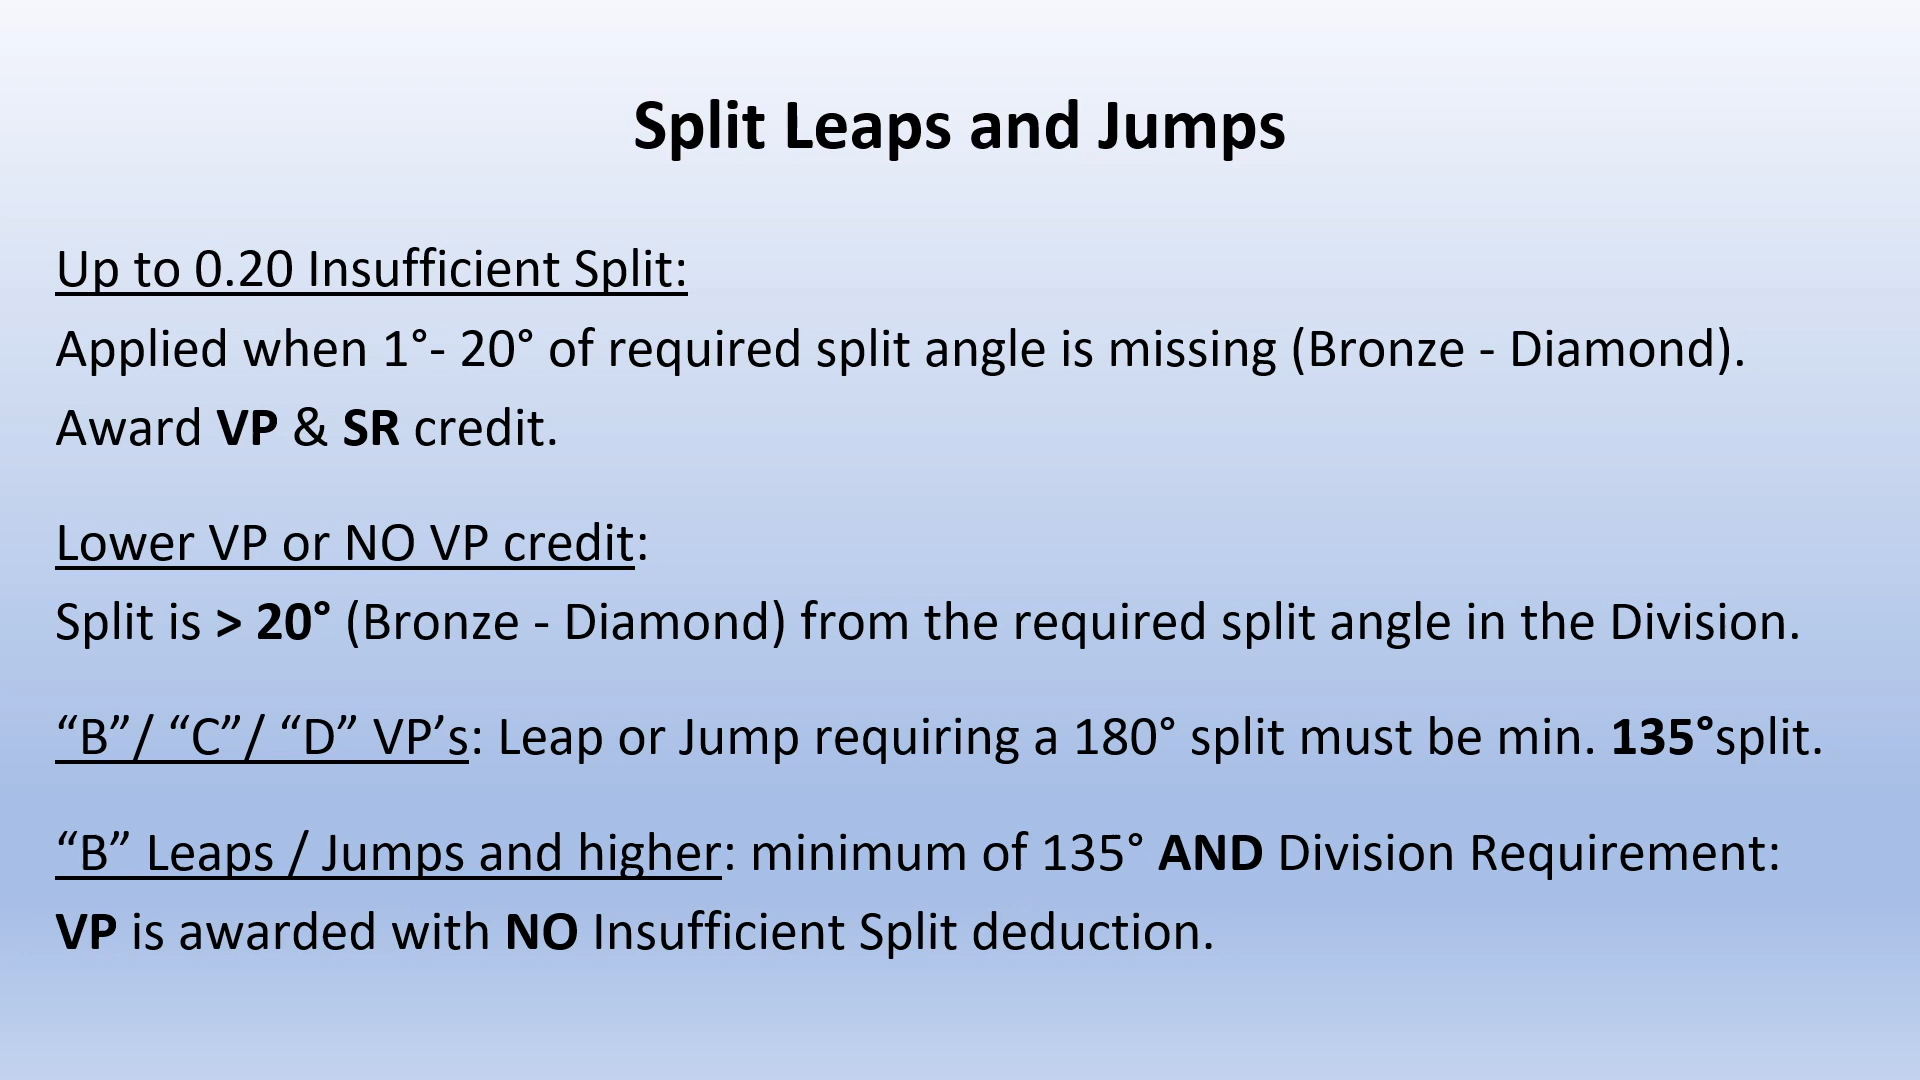 Split Leaps and Jumps
Up to 0.20 Insufficient Split:
Applied when 1°- 20° of required split angle is missing (Bronze - Diamond).
Award VP & SR credit.
Lower VP or NO VP credit:
Split is > 20° (Bronze - Diamond) from the required split angle in the Division.
“B”/ “C”/ “D” VP’s: Leap or Jump requiring a 180° split must be min. 135°split.
“B” Leaps / Jumps and higher: minimum of 135° AND Division Requirement:
VP is awarded with NO Insufficient Split deduction.